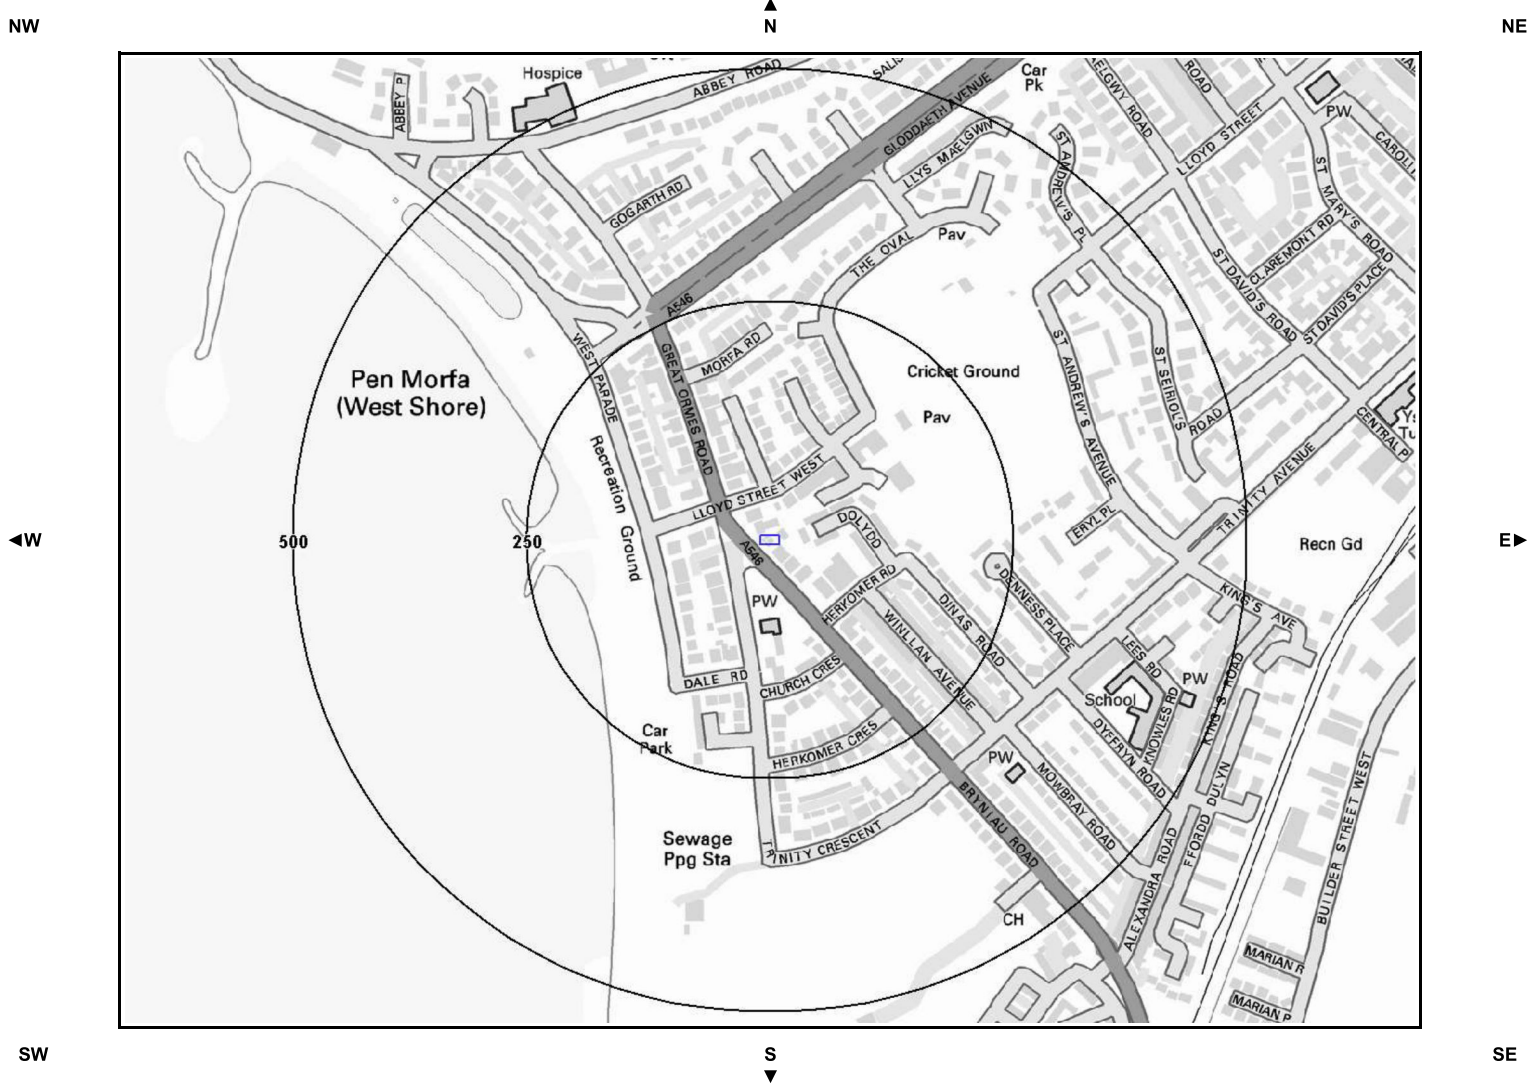 NW
N
NE
Hospice
ABBEY P
ABBEY ROAD
SALIS
GLODDAETH AVENUE
Car
Pk
ELGWY ROAD
ROAD
PW
LLOYD STREET
CAROLI
LLYS MAELGWN
ST ANDREW'S PL
ST MARY'S ROAD
GOGARTH RD
THE OVAL
Pav
ST DAVID'S ROAD
CLAREMONT RD
ST DAVID'S PLACE
A546
WEST PARADE
GREAT ORMES ROAD
MORFA RD
Cricket Ground
Pav
ST ANDREW'S AVENUE
ST SEIRIOL'S
ROAD
Pen Morfa
(West Shore)
CENTRAL P
Recreation Ground
LLOYD STREET WEST
TRINITY AVENUE
W
500
250
A546
DOLYDD
ERYL PL
Recn Gd
E
HERKOMER RD
DENNESS PLACE
KING'S AVE
PW
WINLLAN AVENUE
DINAS ROAD
LEES RD
PW
School
KNOWLES RD
KING'S ROAD
DALE RD
CHURCH CRES
DYFFRYN ROAD
Car
Park
HERKOMER CRES
PW
MOWBRAY ROAD
BRYNIAU ROAD
FFORDD DULYN
BUILDER STREET WEST
Sewage
Ppg Sta
TRINITY CRESCENT
ALEXANDRA ROAD
CH
MARIAN R
MARIAN P
SW
S
SE